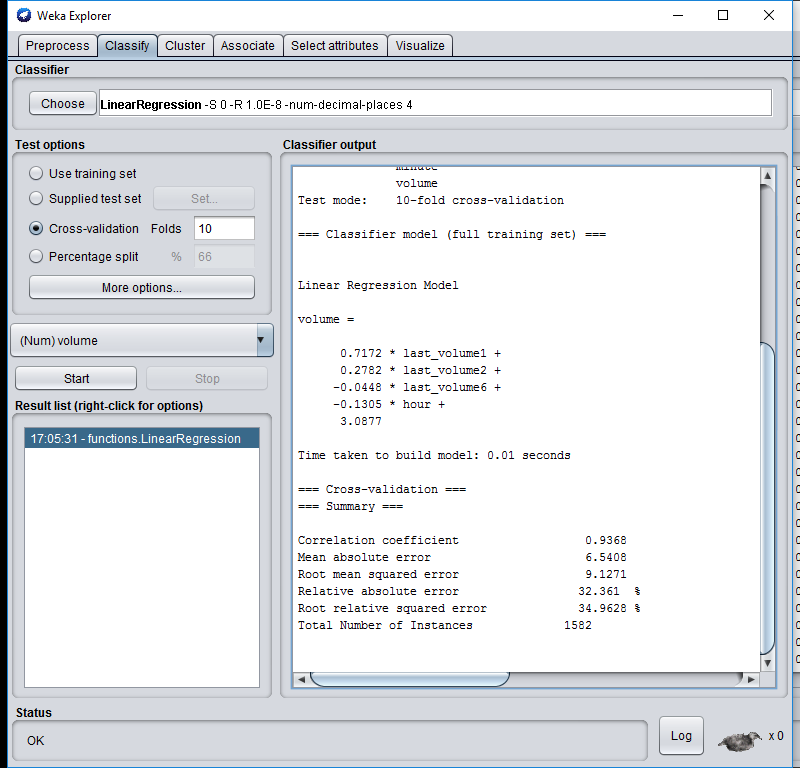 Weka Explorer
Preprocess Classify Cluster Associate Select attributes Visualize
Classifier
Choose LinearRegression -S 0 -R 1.0E-8 -num-decimal-places 4
Test options
Use training set
Supplied test set Set...
Cross-validation Folds 10
Percentage split % 66
More options...
(Num) volume
Start Stop
Result list (right-click for options)
17:05:31 - functions.LinearRegression
Classifier output
minute
volume
Test mode: 10-fold cross-validation
=== Classifier model (full training set) ===
Linear Regression Model
volume =
0.7172 * last_volume1 +
0.2782 * last_volume2 +
-0.0448 * last_volume6 +
-0.1305 * hour +
3.0877
Time taken to build model: 0.01 seconds
=== Cross-validation ===
=== Summary ===
Correlation coefficient 0.9368
Mean absolute error 6.5408
Root mean squared error 9.1271
Relative absolute error 32.361 %
Root relative squared error 34.9628 %
Total Number of Instances 1582
Status
OK
Log x 0